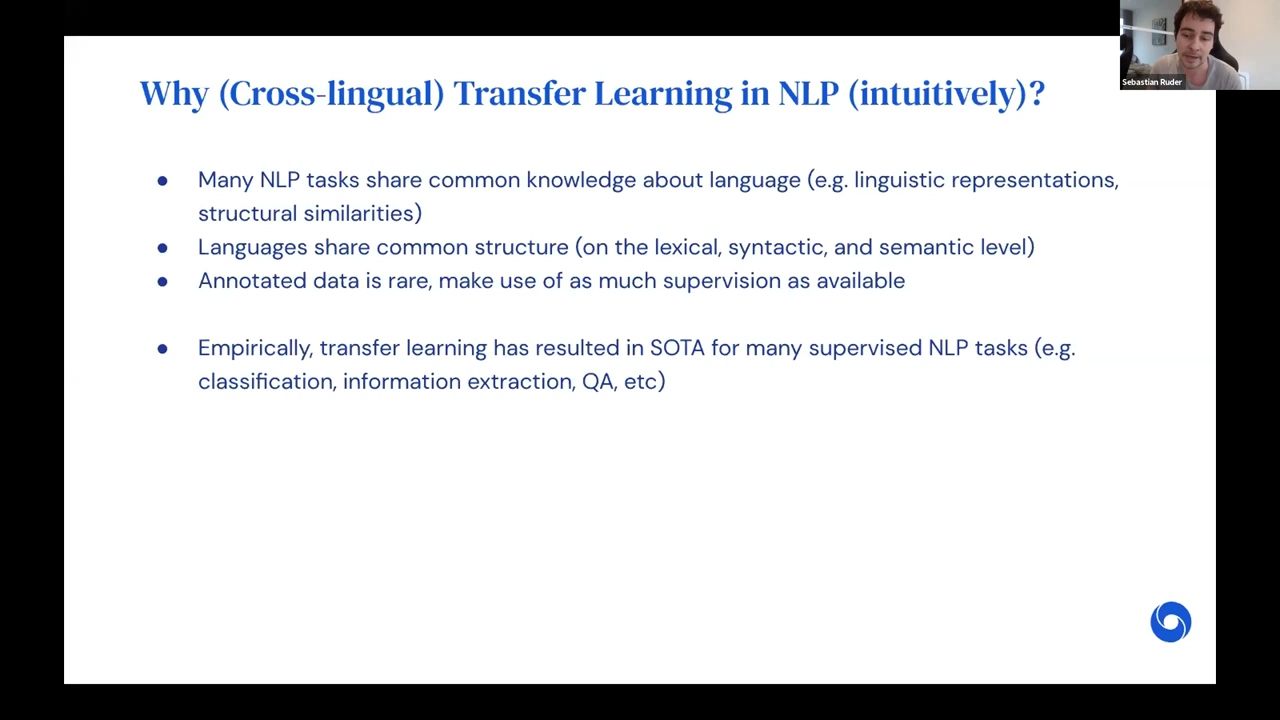 Sebastian Ruder
Why (Cross-lingual) Transfer Learning in NLP (intuitively)?
● Many NLP tasks share common knowledge about language (e.g. linguistic representations,
structural similarities)
● Languages share common structure (on the lexical, syntactic, and semantic level)
● Annotated data is rare, make use of as much supervision as available
● Empirically, transfer learning has resulted in SOTA for many supervised NLP tasks (e.g.
classification, information extraction, QA, etc)